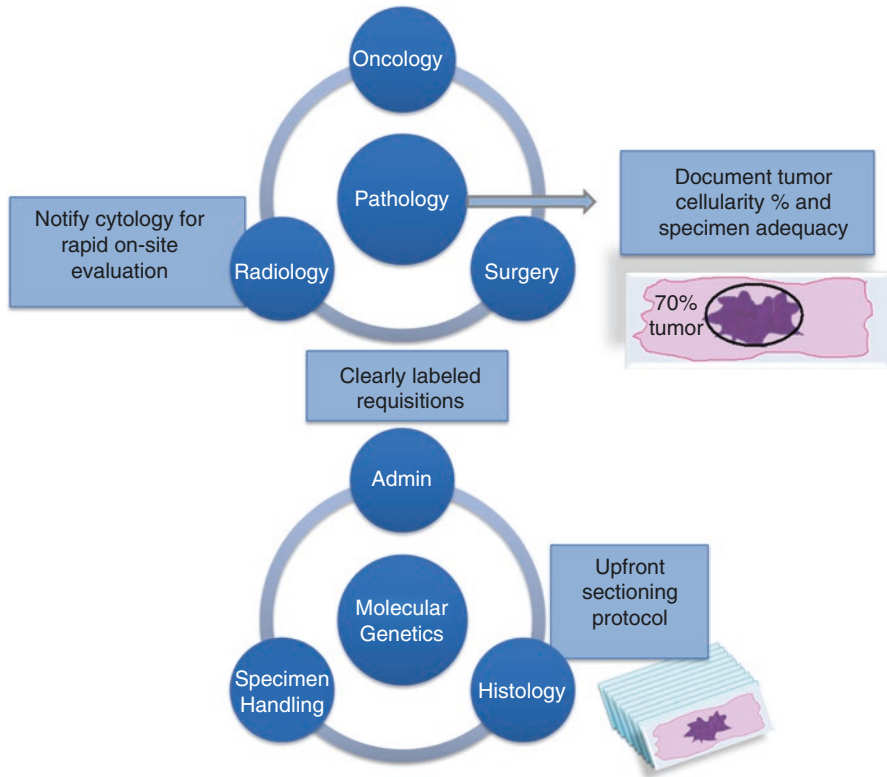 Oncology
Pathology
Notify cytology for
rapid on-site
evaluation
Radiology
Surgery
Document tumor
cellularity % and
specimen adequacy
70%
tumor
Clearly labeled
requisitions
Admin
Molecular
Genetics
Specimen
Handling
Histology
Upfront
sectioning
protocol